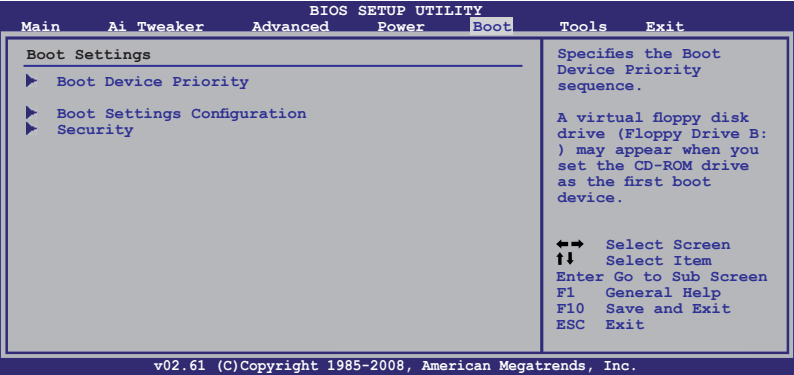 BIOS SETUP UTILITY
Main Ai Tweaker Advanced Power Boot Tools Exit
Boot Settings
Boot Device Priority
Boot Settings Configuration
Security
Specifies the Boot
Device Priority
sequence.
A virtual floppy disk
drive (Floppy Drive B:
) may appear when you
set the CD-ROM drive
as the first boot
device.
←→ Select Screen
↑↓ Select Item
Enter Go to Sub Screen
F1 General Help
F10 Save and Exit
ESC Exit
v02.61 (C)Copyright 1985-2008, American Megatrends, Inc.